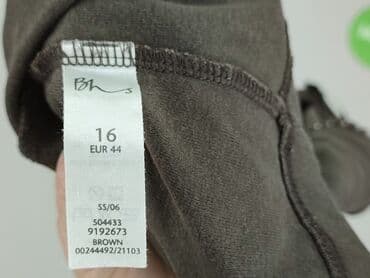 Bhs
16
EUR 44
SS/06
504433
9192673
BROWN
00244492/21103